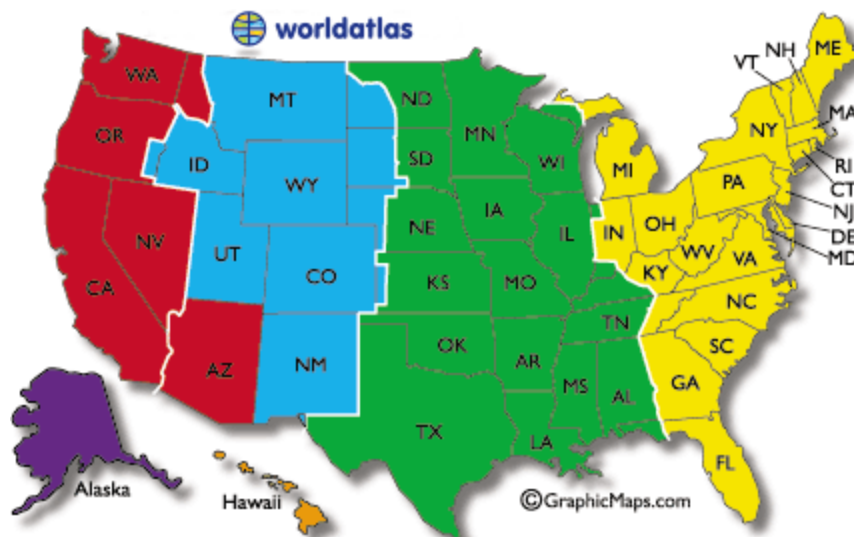 worldatlas
WA
OR
CA
NV
AZ
ID
MT
WY
UT
CO
NM
ND
SD
NE
KS
OK
TX
MN
IA
MO
AR
LA
WI
IL
TN
MS
AL
MI
IN
OH
KY
WV
VA
NC
SC
GA
FL
PA
NY
VT
NH
ME
MA
RI
CT
NJ
DE
MD
Alaska
Hawaii
©GraphicMaps.com